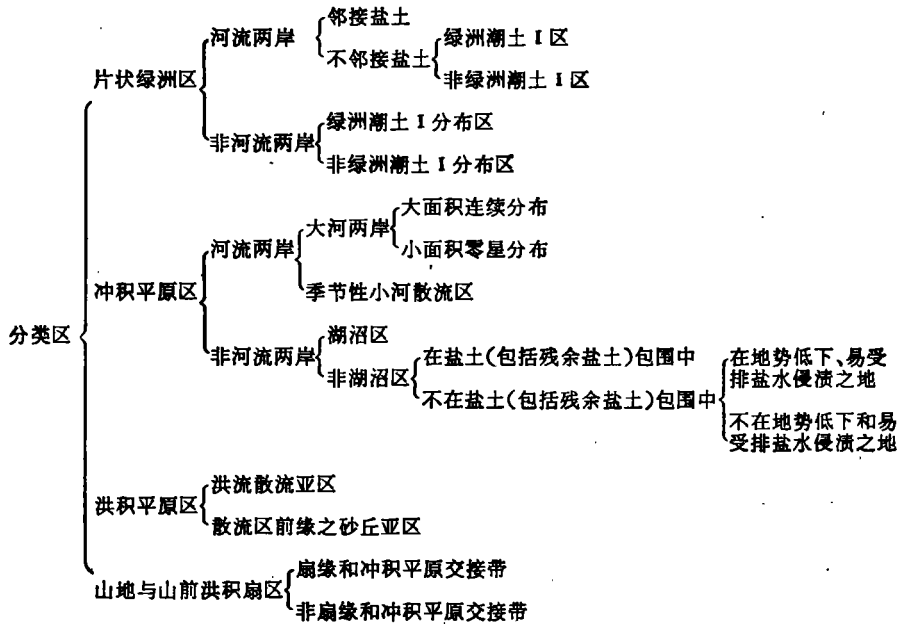 邻接盐土
河流两岸
不邻接盐土
绿洲潮土Ⅰ区
非绿洲潮土Ⅰ区
片状绿洲区
绿洲潮土Ⅰ分布区
非河流两岸
非绿洲潮土Ⅰ分布区
大面积连续分布
大河两岸
河流两岸
小面积零星分布
季节性小河散流区
冲积平原区
分类区
湖沼区
非河流两岸
非湖沼区
在盐土(包括残余盐土)包围中
不在盐土(包括残余盐土)包围中
在地势低下、易受
排盐水侵渍之地
不在地势低下和易
受排盐水侵渍之地
洪流散流亚区
洪积平原区
散流区前缘之砂丘亚区
扇缘和冲积平原交接带
山地与山前洪积扇区
非扇缘和冲积平原交接带